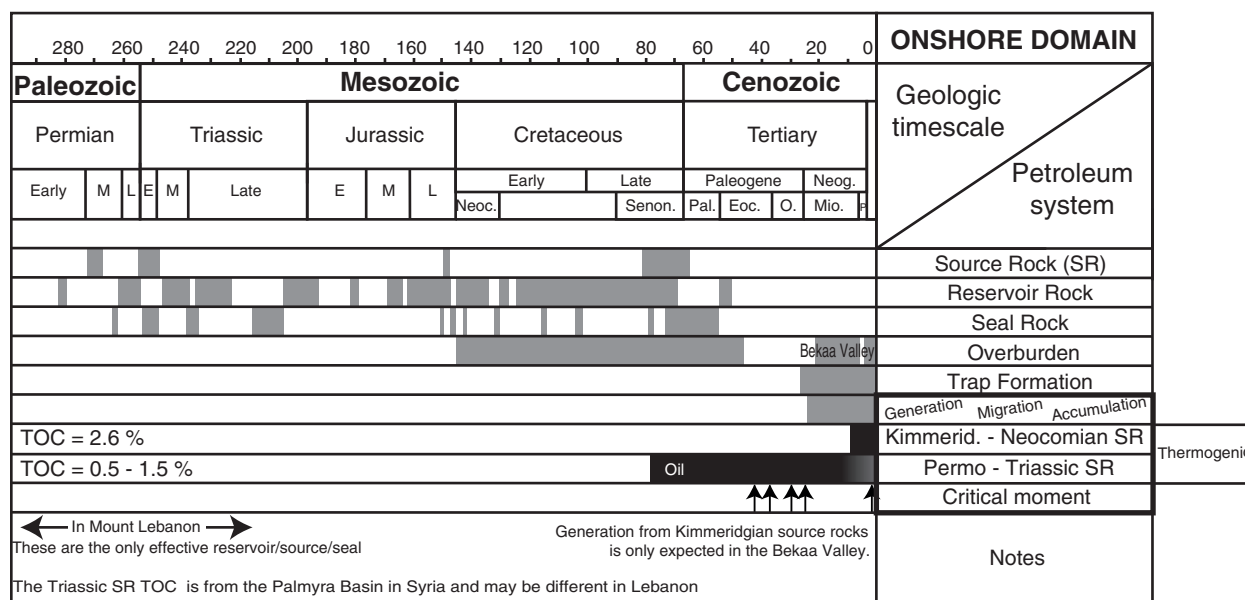 280 260 240 220 200 180 160 140 120 100 80 60 40 20 0
ONSHORE DOMAIN
Paleozoic Mesozoic Cenozoic
Geologic
timescale
Petroleum
system
Permian Triassic Jurassic Cretaceous Tertiary
Early M L E M Late E M L Early Late Paleogene Neog.
Neoc. Senon. Pal. Eoc. O. Mio. P
Source Rock (SR)
Reservoir Rock
Seal Rock
Bekaa Valley Overburden
Trap Formation
Generation Migration Accumulation
TOC = 2.6 % Kimmerid. - Neocomian SR
Thermogenic
TOC = 0.5 - 1.5 % Oil Permo - Triassic SR
Critical moment
In Mount Lebanon
These are the only effective reservoir/source/seal
Generation from Kimmeridgian source rocks
is only expected in the Bekaa Valley.
Notes
The Triassic SR TOC is from the Palmyra Basin in Syria and may be different in Lebanon